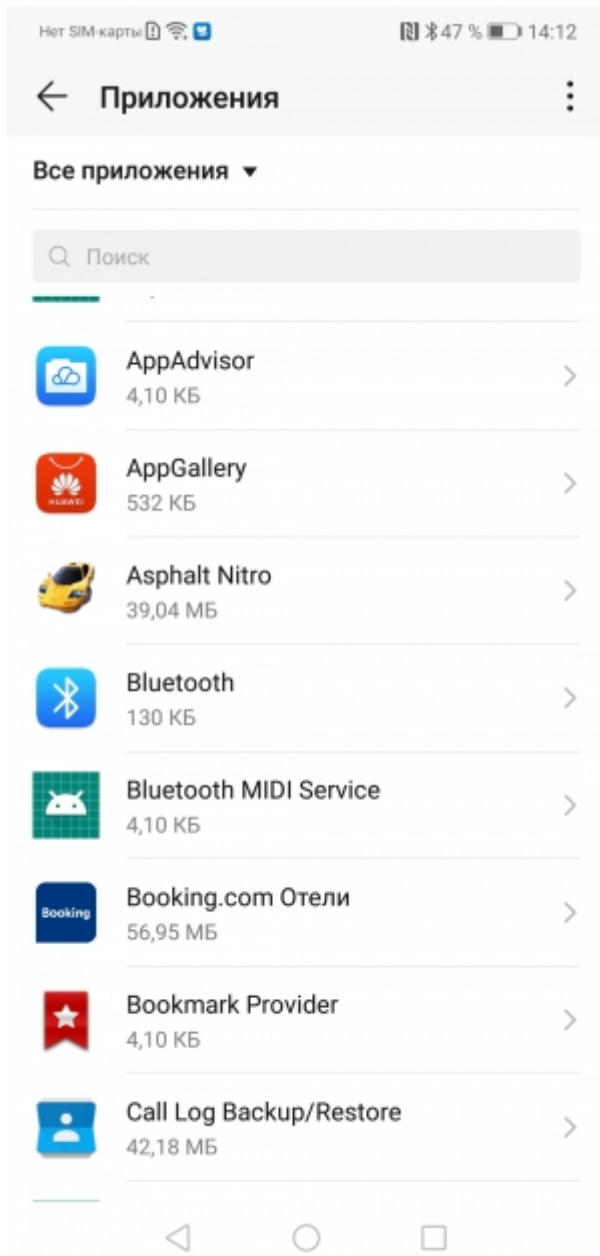 Нет SIM-карты 47 % 14:12
Приложения
Все приложения
Поиск
AppAdvisor
4,10 КБ
AppGallery
532 КБ
HUAWEI
Asphalt Nitro
39,04 МБ
Bluetooth
130 КБ
Bluetooth MIDI Service
4,10 КБ
Booking.com Отели
Booking
56,95 МБ
Bookmark Provider
4,10 КБ
Call Log Backup/Restore
42,18 МБ